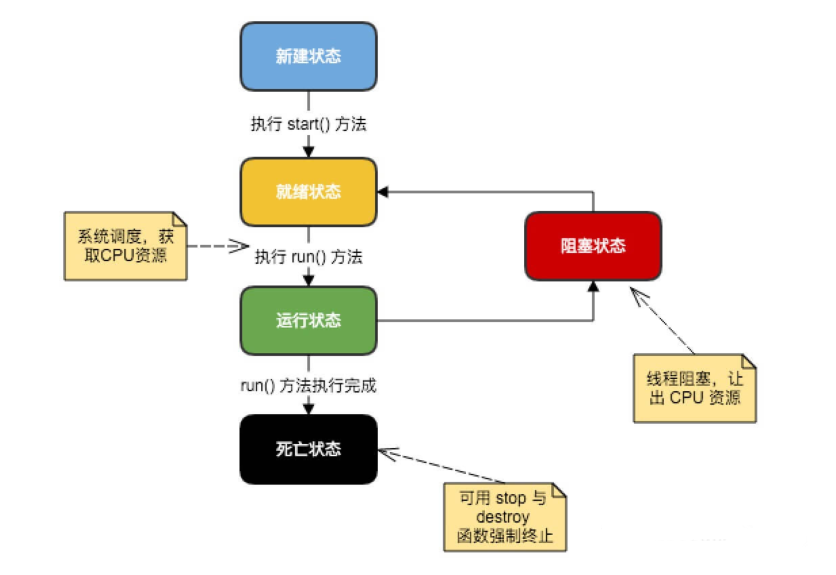 新建状态
执行 start() 方法
就绪状态
系统调度，获
取CPU资源
执行 run() 方法
阻塞状态
运行状态
线程阻塞，让
出 CPU 资源
run() 方法执行完成
死亡状态
可用 stop 与
destroy
函数强制终止